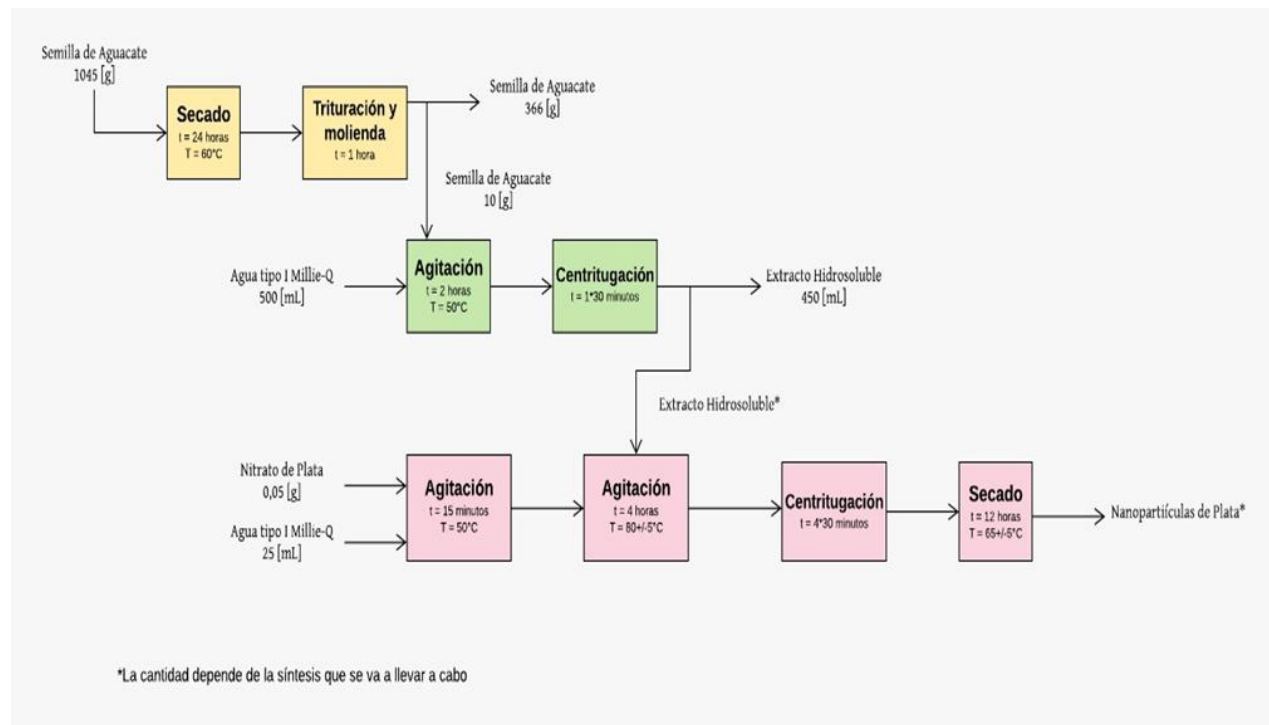 Semilla de Aguacate
1045 [g]
Secado
t = 24 horas
T = 60°C
Trituración y
molienda
t = 1 hora
Semilla de Aguacate
366 [g]
Semilla de Aguacate
10 [g]
Agua tipo I Millie-Q
500 [mL]
Agitación
t = 2 horas
T = 50°C
Centritugación
t = 1*30 minutos
Extracto Hidrosoluble
450 [mL]
Extracto Hidrosoluble*
Nitrato de Plata
0,05 [g]
Agua tipo I Millie-Q
25 [mL]
Agitación
t = 15 minutos
T = 50°C
Agitación
t = 4 horas
T = 80+/-5°C
Centritugación
t = 4*30 minutos
Secado
t = 12 horas
T = 65+/-5°C
Nanopartiículas de Plata*
*La cantidad depende de la síntesis que se va a llevar a cabo